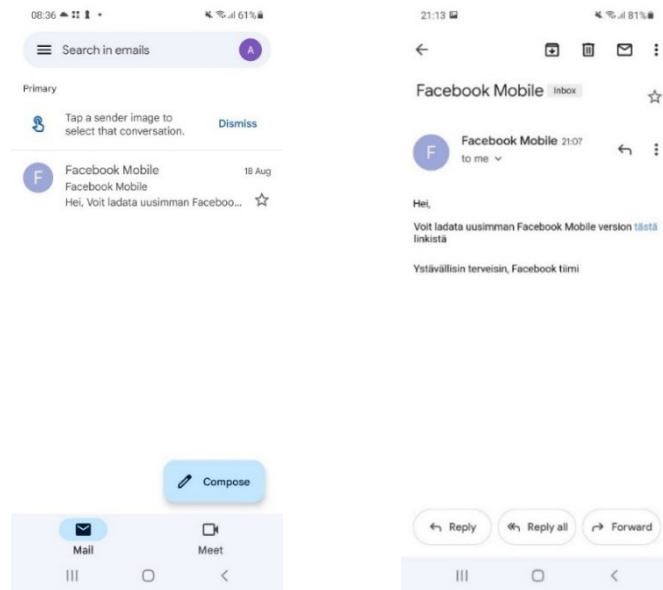 08:36
61%
Search in emails
A
Primary
Tap a sender image to
select that conversation.
Dismiss
F
Facebook Mobile
18 Aug
Facebook Mobile
Hei, Voit ladata uusimman Faceboo...
Compose
Mail
Meet
21:13
81%
Facebook Mobile
Inbox
F
Facebook Mobile 21:07
to me
Hei,
Voit ladata uusimman Facebook Mobile version tästä
linkistä
Ystävällisin terveisin, Facebook tiimi
Reply
Reply all
Forward